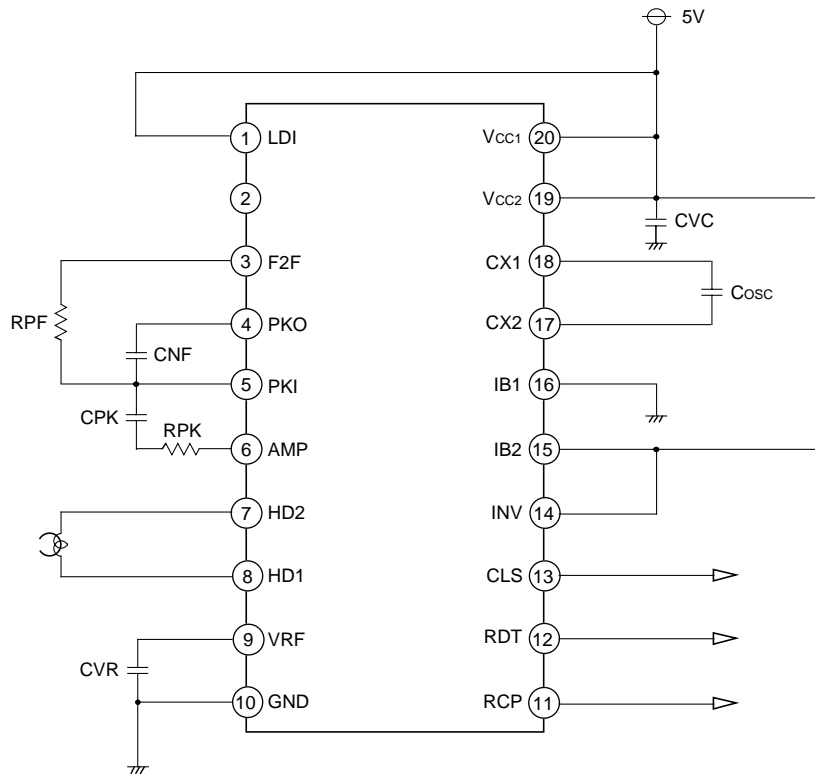 5V
1 LDI
VCC1 20
2
VCC2 19
CVC
3 F2F
CX1 18
COSC
RPF
4 PKO
CX2 17
CNF
5 PKI
IB1 16
CPK
RPK
6 AMP
IB2 15
7 HD2
INV 14
8 HD1
CLS 13
9 VRF
RDT 12
CVR
10 GND
RCP 11